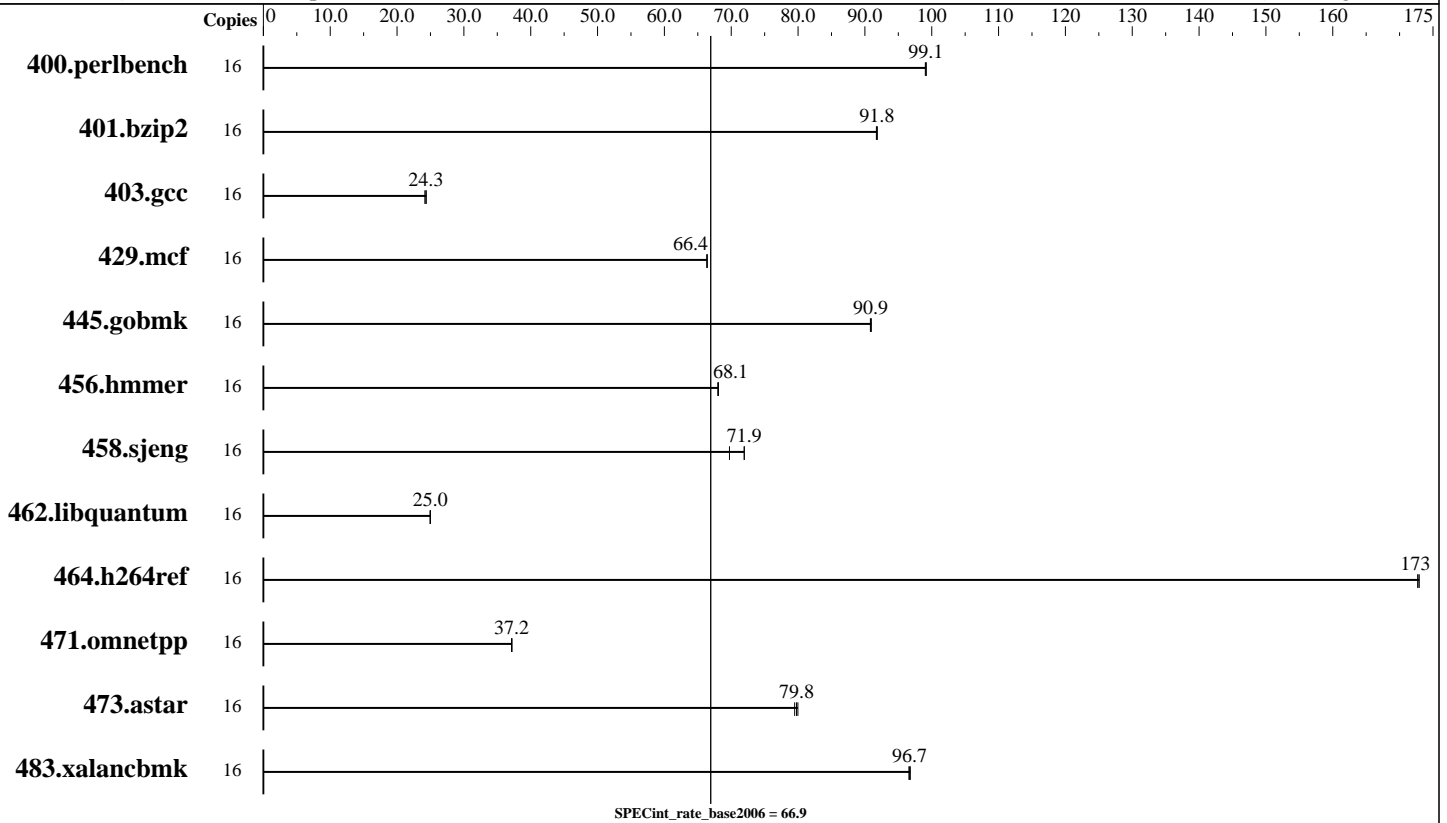 Copies 0 10.0 20.0 30.0 40.0 50.0 60.0 70.0 80.0 90.0 100 110 120 130 140 150 160 175
400.perlbench 16 99.1
401.bzip2 16 91.8
403.gcc 16 24.3
429.mcf 16 66.4
445.gobmk 16 90.9
456.hmmer 16 68.1
458.sjeng 16 71.9
462.libquantum 16 25.0
464.h264ref 16 173
471.omnetpp 16 37.2
473.astar 16 79.8
483.xalancbmk 16 96.7
SPECint_rate_base2006 = 66.9